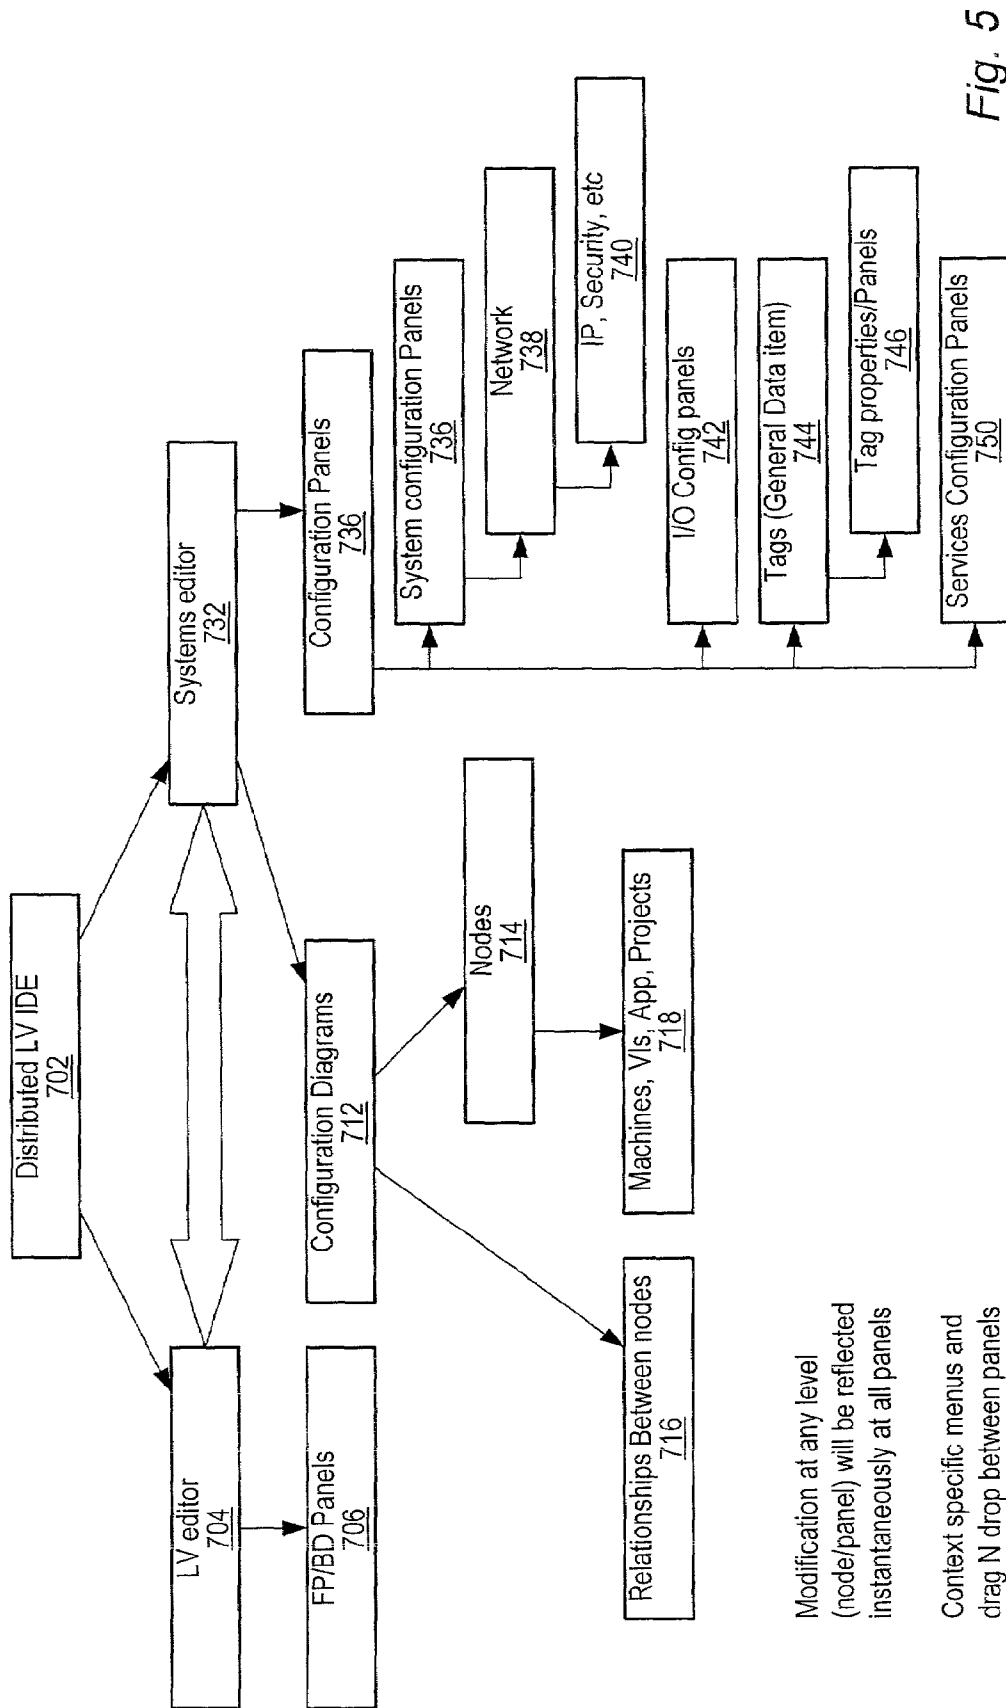 Distributed LV IDE
702
LV editor
704
Systems editor
732
FP/BD Panels
706
Configuration Diagrams
712
Configuration Panels
736
System configuration Panels
736
Nodes
714
Network
738
IP, Security, etc
740
Relationships Between nodes
716
Machines, VIs, App, Projects
718
I/O Config panels
742
Tags (General Data item)
744
Tag properties/Panels
746
Services Configuration Panels
750
Modification at any level
(node/panel) will be reflected
instantaneously at all panels
Context specific menus and
drag N drop between panels
Fig. 5